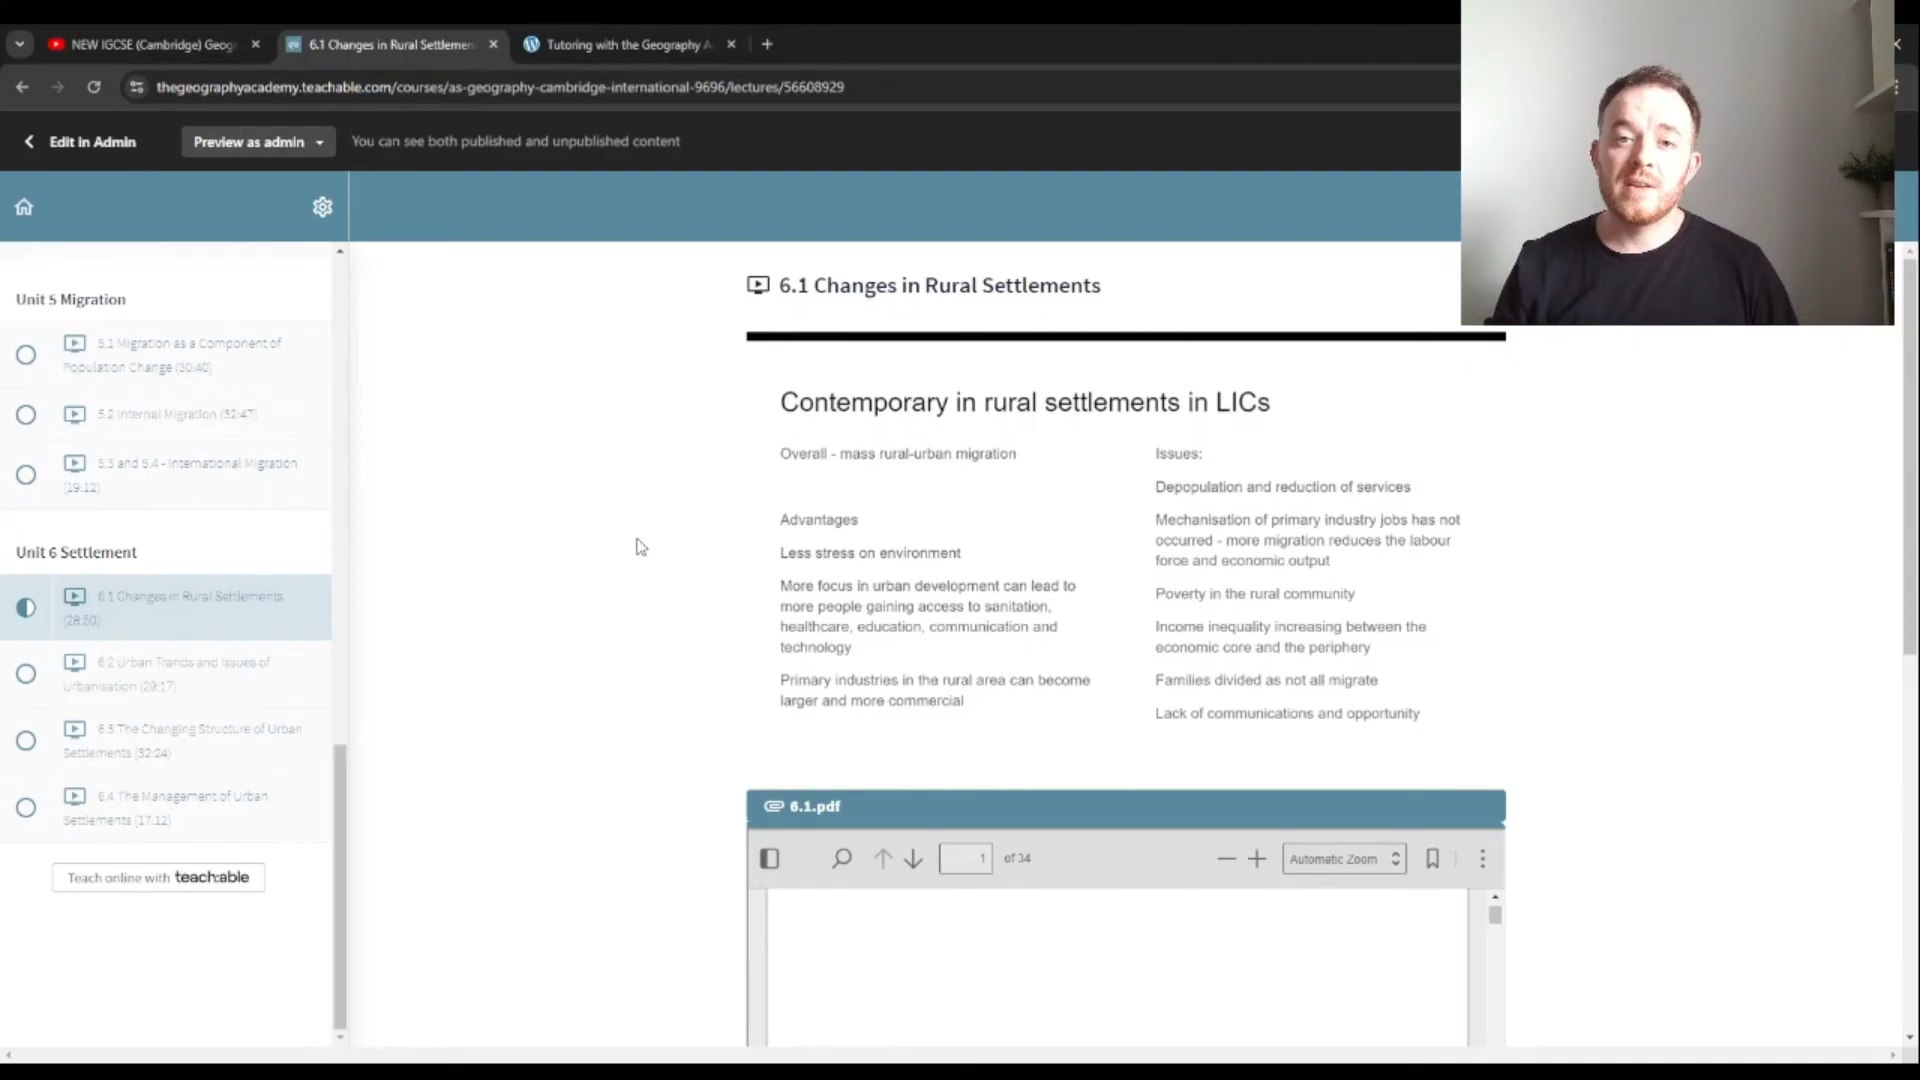 NEW IGCSE (Cambridge) Geog
6.1 Changes in Rural Settlemen
Tutoring with the Geography A
thegeographyacademy.teachable.com/courses/as-geography-cambridge-international-9696/lectures/56608929
Edit in Admin
Preview as admin
You can see both published and unpublished content
Unit 5 Migration
5.1 Migration as a Component of
Population Change (30:40)
5.2 Internal Migration (32:47)
5.3 and 5.4 - International Migration
(19:12)
Unit 6 Settlement
6.1 Changes in Rural Settlements
(28:50)
6.2 Urban Trands and Issues of
Urbanisation (29:17)
6.3 The Changing Structure of Urban
Settlements (32:24)
6.4 The Management of Urban
Settlements (17:12)
Teach online with teach:able
6.1 Changes in Rural Settlements
Contemporary in rural settlements in LICs
Overall - mass rural-urban migration
Advantages
Less stress on environment
More focus in urban development can lead to
more people gaining access to sanitation,
healthcare, education, communication and
technology
Primary industries in the rural area can become
larger and more commercial
Issues:
Depopulation and reduction of services
Mechanisation of primary industry jobs has not
occurred - more migration reduces the labour
force and economic output
Poverty in the rural community
Income inequality increasing between the
economic core and the periphery
Families divided as not all migrate
Lack of communications and opportunity
6.1.pdf
1 of 34
Automatic Zoom